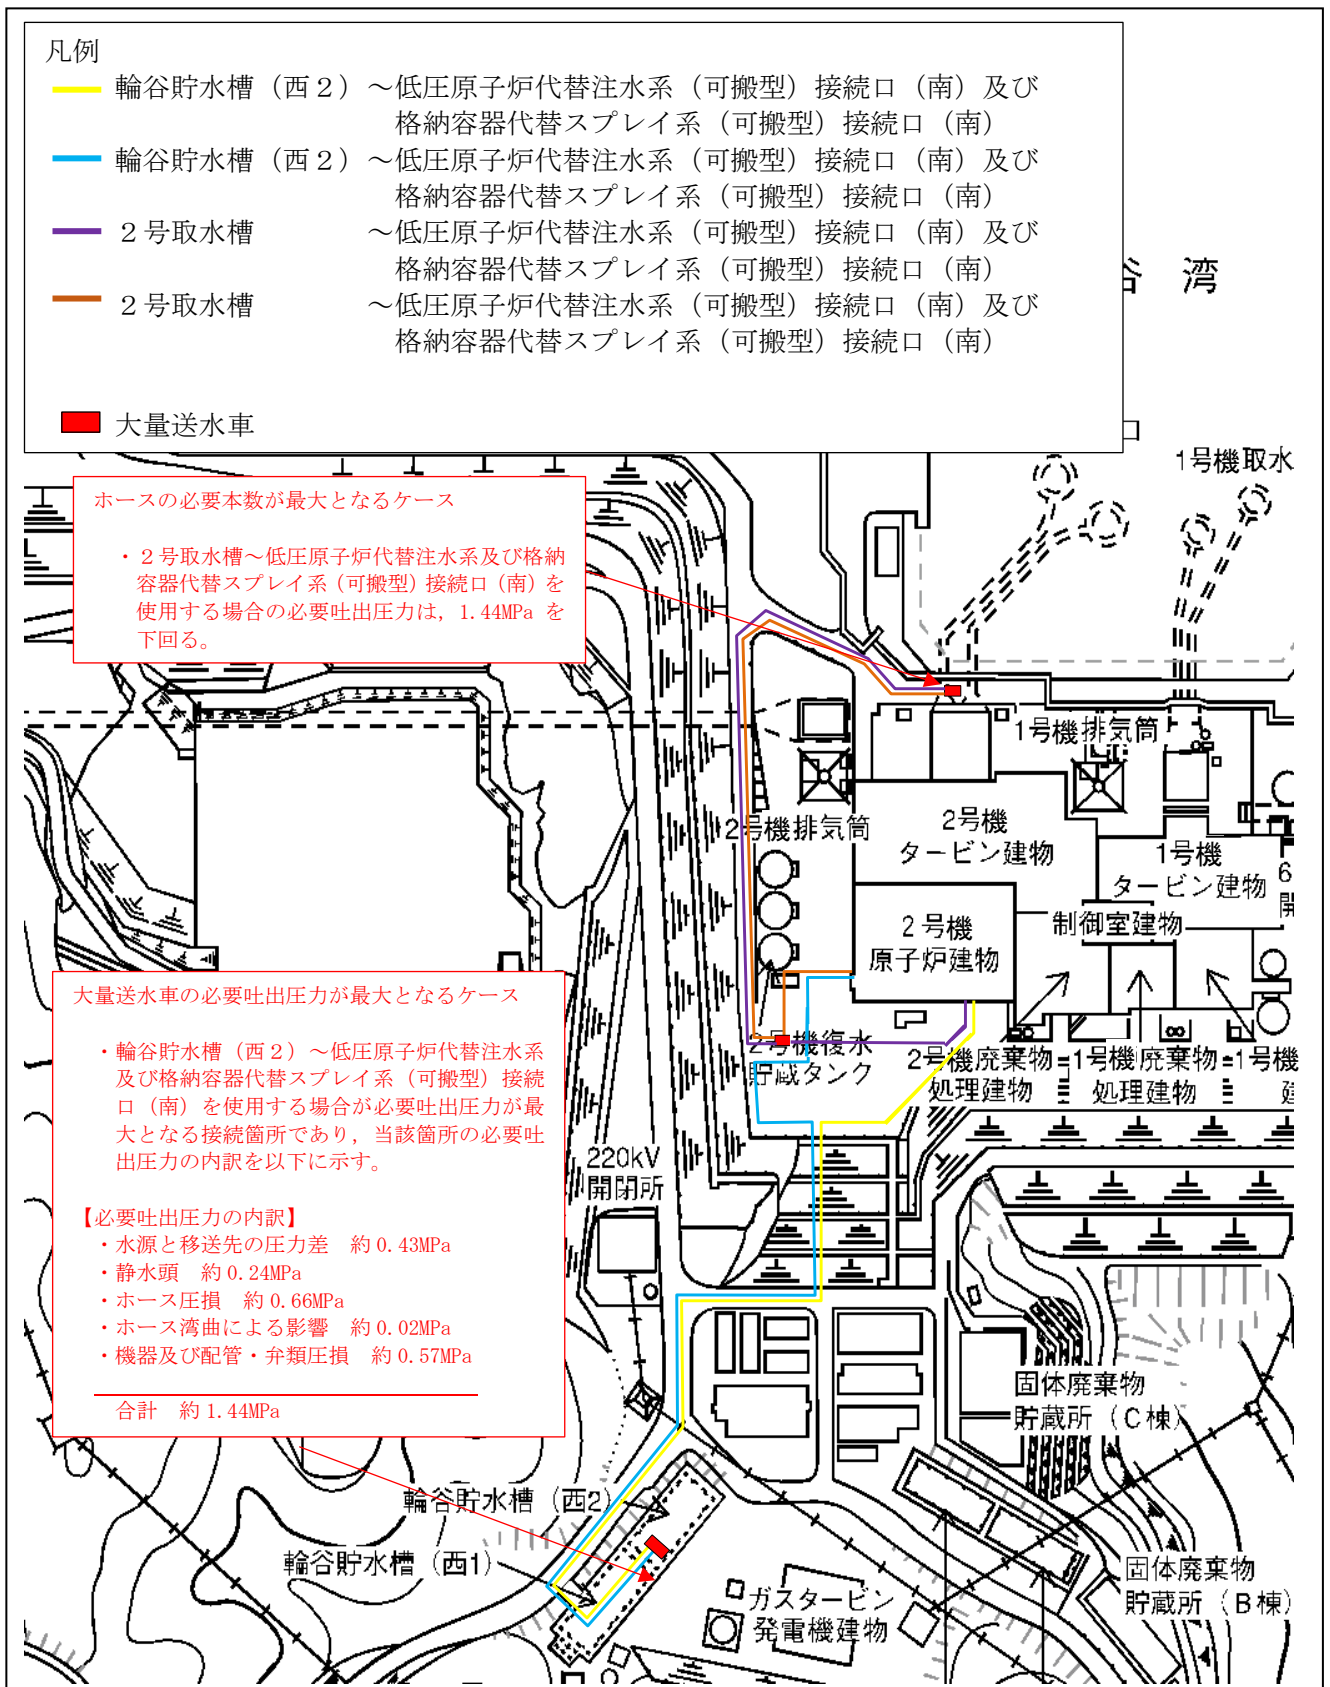 凡例
輪谷貯水槽（西２）～低圧原子炉代替注水系（可搬型）接続口（南）及び
格納容器代替スプレイ系（可搬型）接続口（南）
輪谷貯水槽（西２）～低圧原子炉代替注水系（可搬型）接続口（南）及び
格納容器代替スプレイ系（可搬型）接続口（南）
２号取水槽　　　～低圧原子炉代替注水系（可搬型）接続口（南）及び
格納容器代替スプレイ系（可搬型）接続口（南）
２号取水槽　　　～低圧原子炉代替注水系（可搬型）接続口（南）及び
格納容器代替スプレイ系（可搬型）接続口（南）
大量送水車
湾
1号機取水
ホースの必要本数が最大となるケース
・２号取水槽～低圧原子炉代替注水系及び格納
容器代替スプレイ系（可搬型）接続口（南）を
使用する場合の必要吐出圧力は，1.44MPa を
下回る。
1号機排気筒
2号機排気筒
2号機
タービン建物
1号機
タービン建物
6
開
制御室建物
２号機
原子炉建物
2号機復水
貯蔵タンク
2号機廃棄物
処理建物
1号機廃棄物
処理建物
1号機
大量送水車の必要吐出圧力が最大となるケース
・輪谷貯水槽（西２）～低圧原子炉代替注水系
及び格納容器代替スプレイ系（可搬型）接続
口（南）を使用する場合が必要吐出圧力が最
大となる接続箇所であり，当該箇所の必要吐
出圧力の内訳を以下に示す。
【必要吐出圧力の内訳】
・水源と移送先の圧力差　約 0.43MPa
・静水頭　約 0.24MPa
・ホース圧損　約 0.66MPa
・ホース湾曲による影響　約 0.02MPa
・機器及び配管・弁類圧損　約 0.57MPa
合計　約 1.44MPa
220kV
開閉所
固体廃棄物
貯蔵所（C棟）
輪谷貯水槽（西2）
輪谷貯水槽（西1）
ガスタービン
発電機建物
固体廃棄物
貯蔵所（B棟）